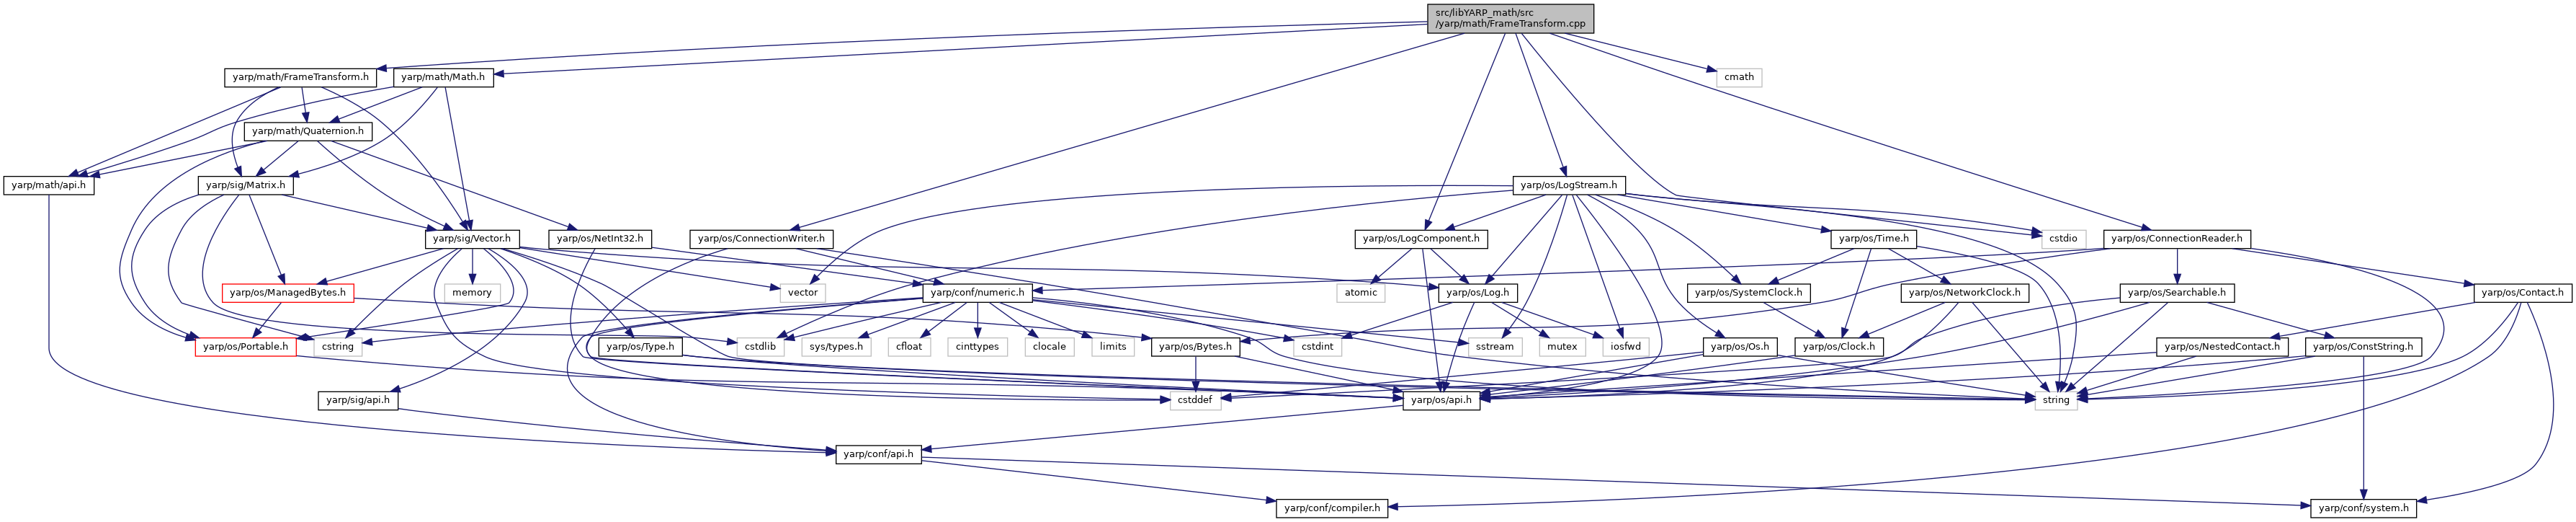 src/libYARP_math/src
/yarp/math/FrameTransform.cpp
yarp/math/FrameTransform.h
yarp/math/Math.h
cmath
yarp/math/Quaternion.h
yarp/math/api.h
yarp/sig/Matrix.h
yarp/os/LogStream.h
yarp/sig/Vector.h
yarp/os/NetInt32.h
yarp/os/ConnectionWriter.h
yarp/os/LogComponent.h
yarp/os/Time.h
cstdio
yarp/os/ConnectionReader.h
yarp/os/ManagedBytes.h
memory
vector
yarp/conf/numeric.h
atomic
yarp/os/Log.h
yarp/os/SystemClock.h
yarp/os/NetworkClock.h
yarp/os/Searchable.h
yarp/os/Contact.h
yarp/os/Portable.h
cstring
yarp/os/Type.h
cstdlib
sys/types.h
cfloat
cinttypes
clocale
limits
yarp/os/Bytes.h
cstdint
sstream
mutex
iosfwd
yarp/os/Os.h
yarp/os/Clock.h
yarp/os/NestedContact.h
yarp/os/ConstString.h
yarp/sig/api.h
cstddef
yarp/os/api.h
string
yarp/conf/api.h
yarp/conf/compiler.h
yarp/conf/system.h